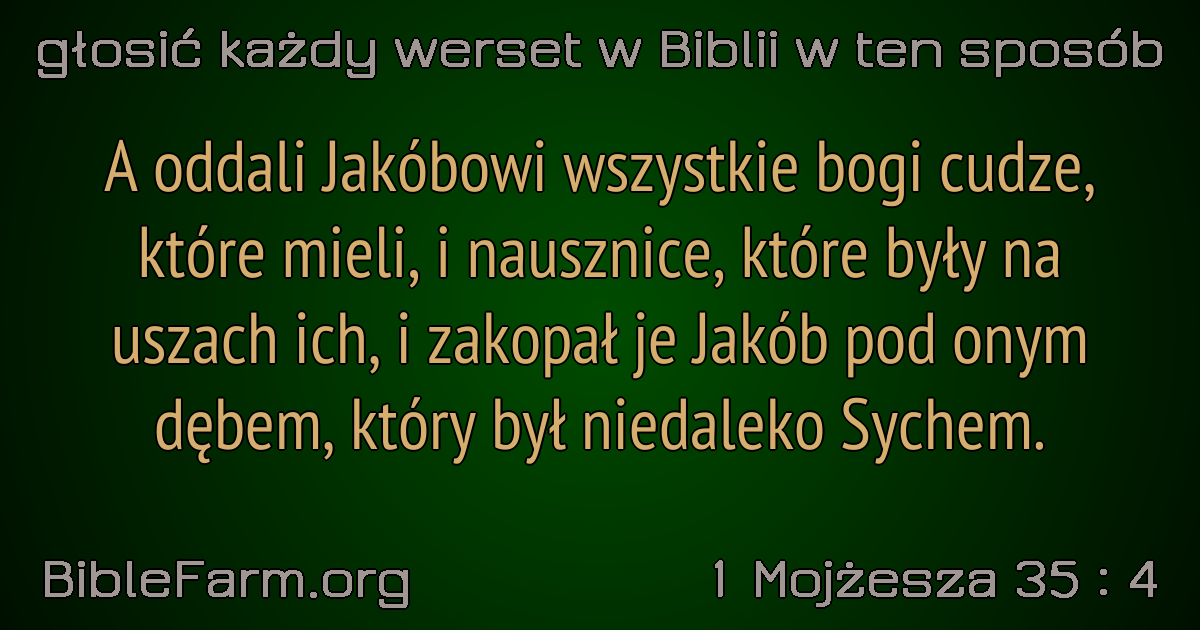 głosić każdy werset w Biblii w ten sposób
A oddali Jakóbowi wszystkie bogi cudze,
które mieli, i nausznice, które były na
uszach ich, i zakopał je Jakób pod onym
dębem, który był niedaleko Sychem.
BibleFarm.org
1 Mojżesza 35 : 4